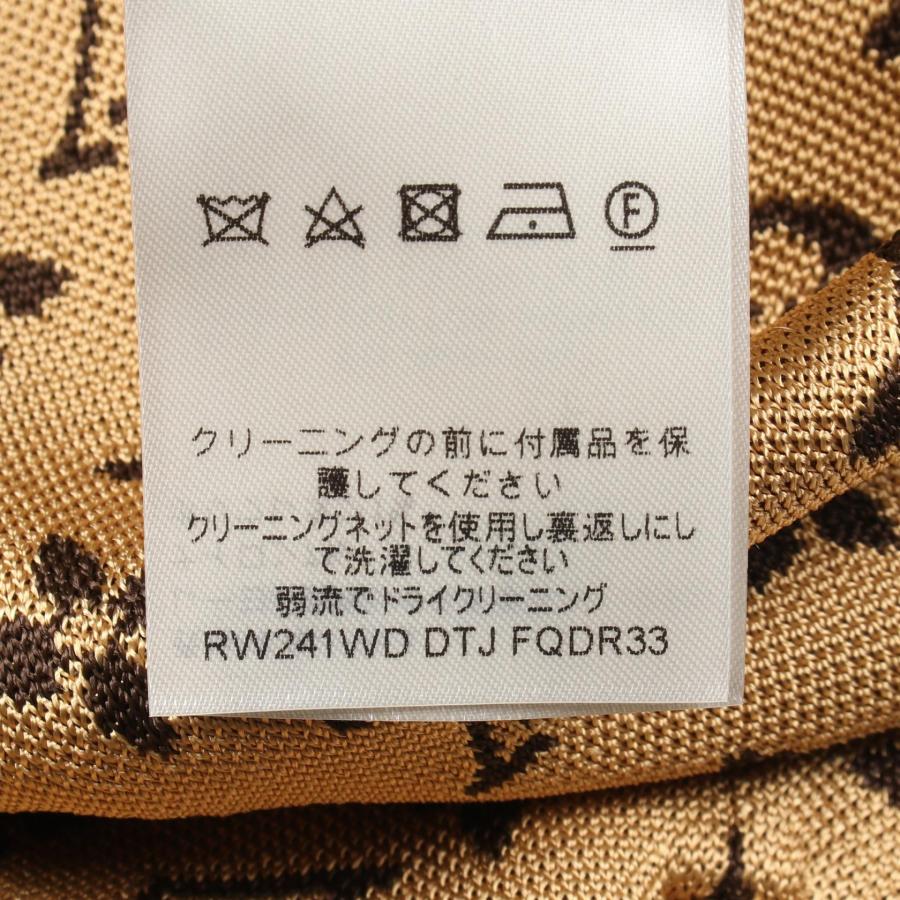 F
クリーニングの前に付属品を保
護してください
クリーニングネットを使用し裏返しにし
て洗濯してください
弱流でドライクリーニング
RW241WD DTJ FQDR33